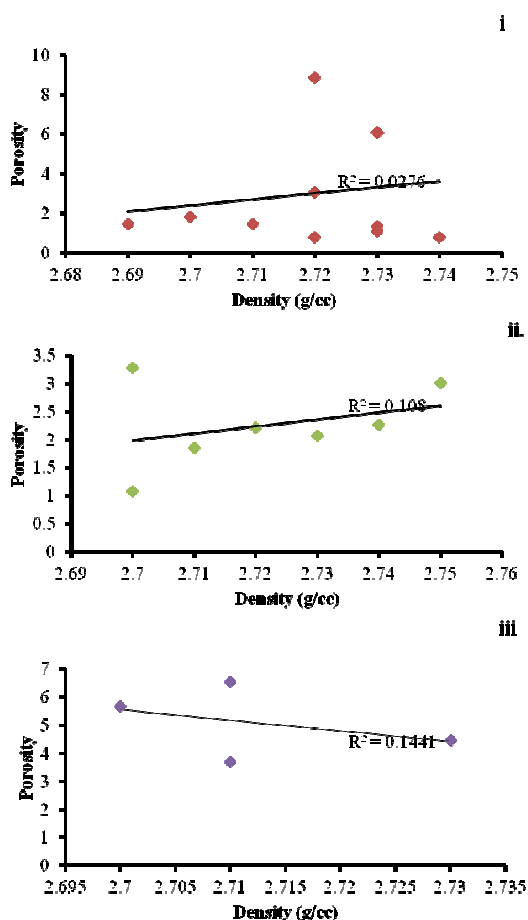 i
10
8
6
4
2
0
Porosity
R² = 0.0276
2.68 2.69 2.7 2.71 2.72 2.73 2.74 2.75
Density (g/cc)
ii.
3.5
3
2.5
2
1.5
1
0.5
0
Porosity
R² = 0.108
2.69 2.7 2.71 2.72 2.73 2.74 2.75 2.76
Density (g/cc)
iii
7
6
5
4
3
2
1
0
Porosity
R² = 0.1441
2.695 2.7 2.705 2.71 2.715 2.72 2.725 2.73 2.735
Density (g/cc)